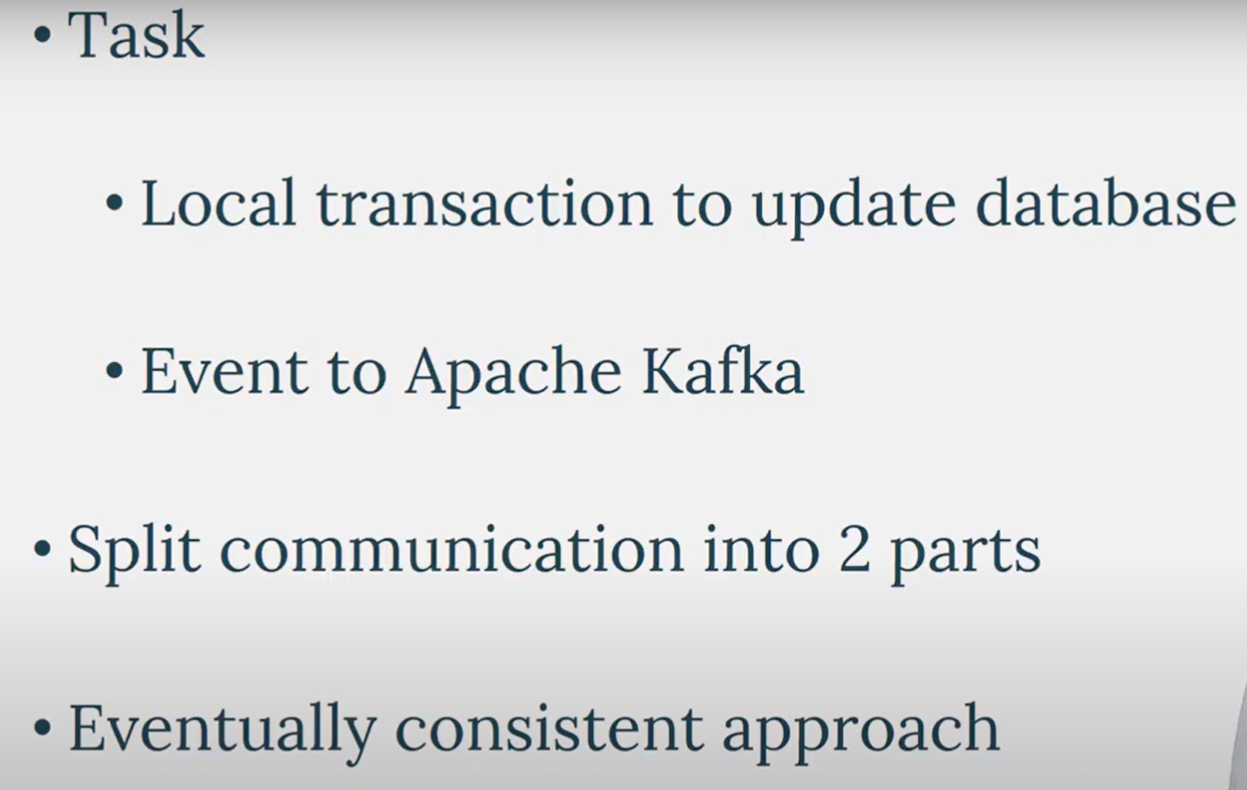 • Task
• Local transaction to update database
• Event to Apache Kafka
• Split communication into 2 parts
• Eventually consistent approach